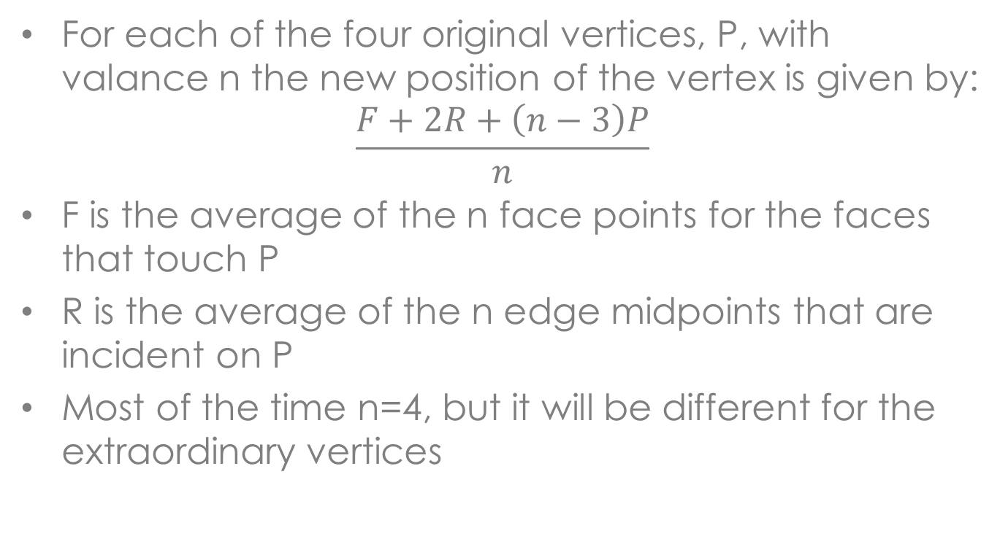 • For each of the four original vertices, P, with
valance n the new position of the vertex is given by:
F + 2R + (n − 3)P
n
• F is the average of the n face points for the faces
that touch P
• R is the average of the n edge midpoints that are
incident on P
• Most of the time n=4, but it will be different for the
extraordinary vertices